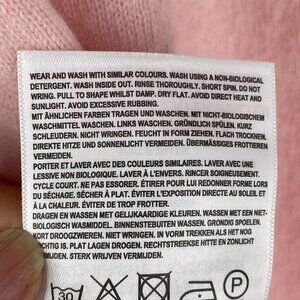 WEAR AND WASH WITH SIMILAR COLOURS. WASH USING A NON-BIOLOGICAL
DETERGENT. WASH INSIDE OUT. RINSE THOROUGHLY. SHORT SPIN. DO NOT
WRING. PULL TO SHAPE WHILST DAMP. DRY FLAT. AVOID DIRECT HEAT AND
SUNLIGHT. AVOID EXCESSIVE RUBBING.
MIT ÄHNLICHEN FARBEN TRAGEN UND WASCHEN. MIT NICHT-BIOLOGISCHEM
WASCHMITTEL WASCHEN. LINKS WASCHEN. GRÜNDLICH SPÜLEN. KURZ
SCHLEUDERN. NICHT WRINGEN. FEUCHT IN FORM ZIEHEN. FLACH TROCKNEN.
DIREKTE HITZE UND SONNENLICHT VERMEIDEN. ÜBERMÄSSIGES FROTTIEREN
VERMEIDEN.
PORTER ET LAVER AVEC DES COULEURS SIMILAIRES. LAVER AVEC UNE
LESSIVE NON BIOLOGIQUE. LAVER À L'ENVERS. RINCER SOIGNEUSEMENT.
CYCLE COURT. NE PAS ESSORER. ÉTIRER POUR LUI REDONNER FORME LORS
DU SÉCHAGE. SÉCHER À PLAT. ÉVITER L'EXPOSITION DIRECTE AU SOLEIL ET
À LA CHALEUR. ÉVITER DE TROP FROTTER.
DRAGEN EN WASSEN MET GELIJKAARDIGE KLEUREN. WASSEN MET EEN NIET-
BIOLOGISCH WASMIDDEL. BINNENSTEBUITEN WASSEN. GRONDIG SPOELEN.
KORT DROOGZWIEREN. NIET WRINGEN. IN VORM TREKKEN ALS HET NOG
VOCHTIG IS. PLAT LAGEN DROGEN. RECHTSTREEKSE HITTE EN ZONLICHT
VERMIJDEN. STERK WRIJVEN VERMIJDEN.
30
P